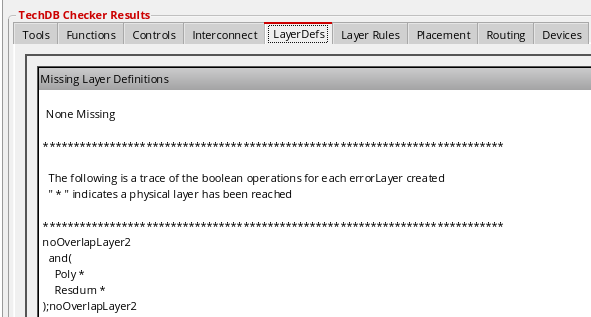 TechDB Checker Results
Tools Functions Controls Interconnect LayerDefs Layer Rules Placement Routing Devices
Missing Layer Definitions
None Missing
******************************************************************************
The following is a trace of the boolean operations for each errorLayer created
" * " indicates a physical layer has been reached
******************************************************************************
noOverlapLayer2
and(
Poly *
Resdum *
);noOverlapLayer2